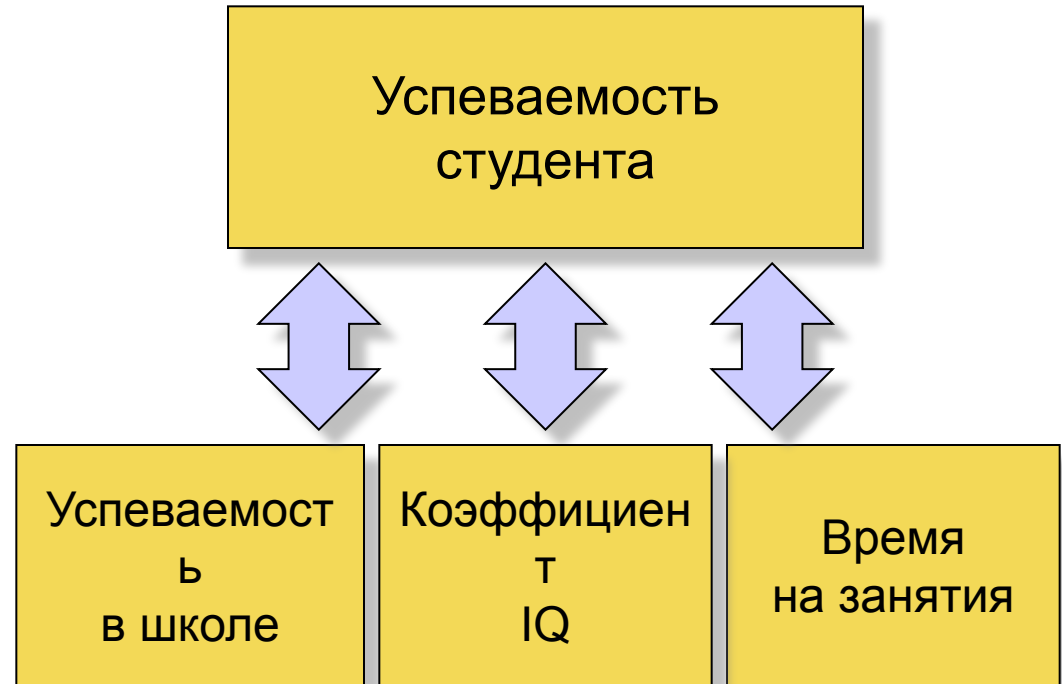 Успеваемость
студента
Успеваемост
ь
в школе
Коэффициен
т
IQ
Время
на занятия